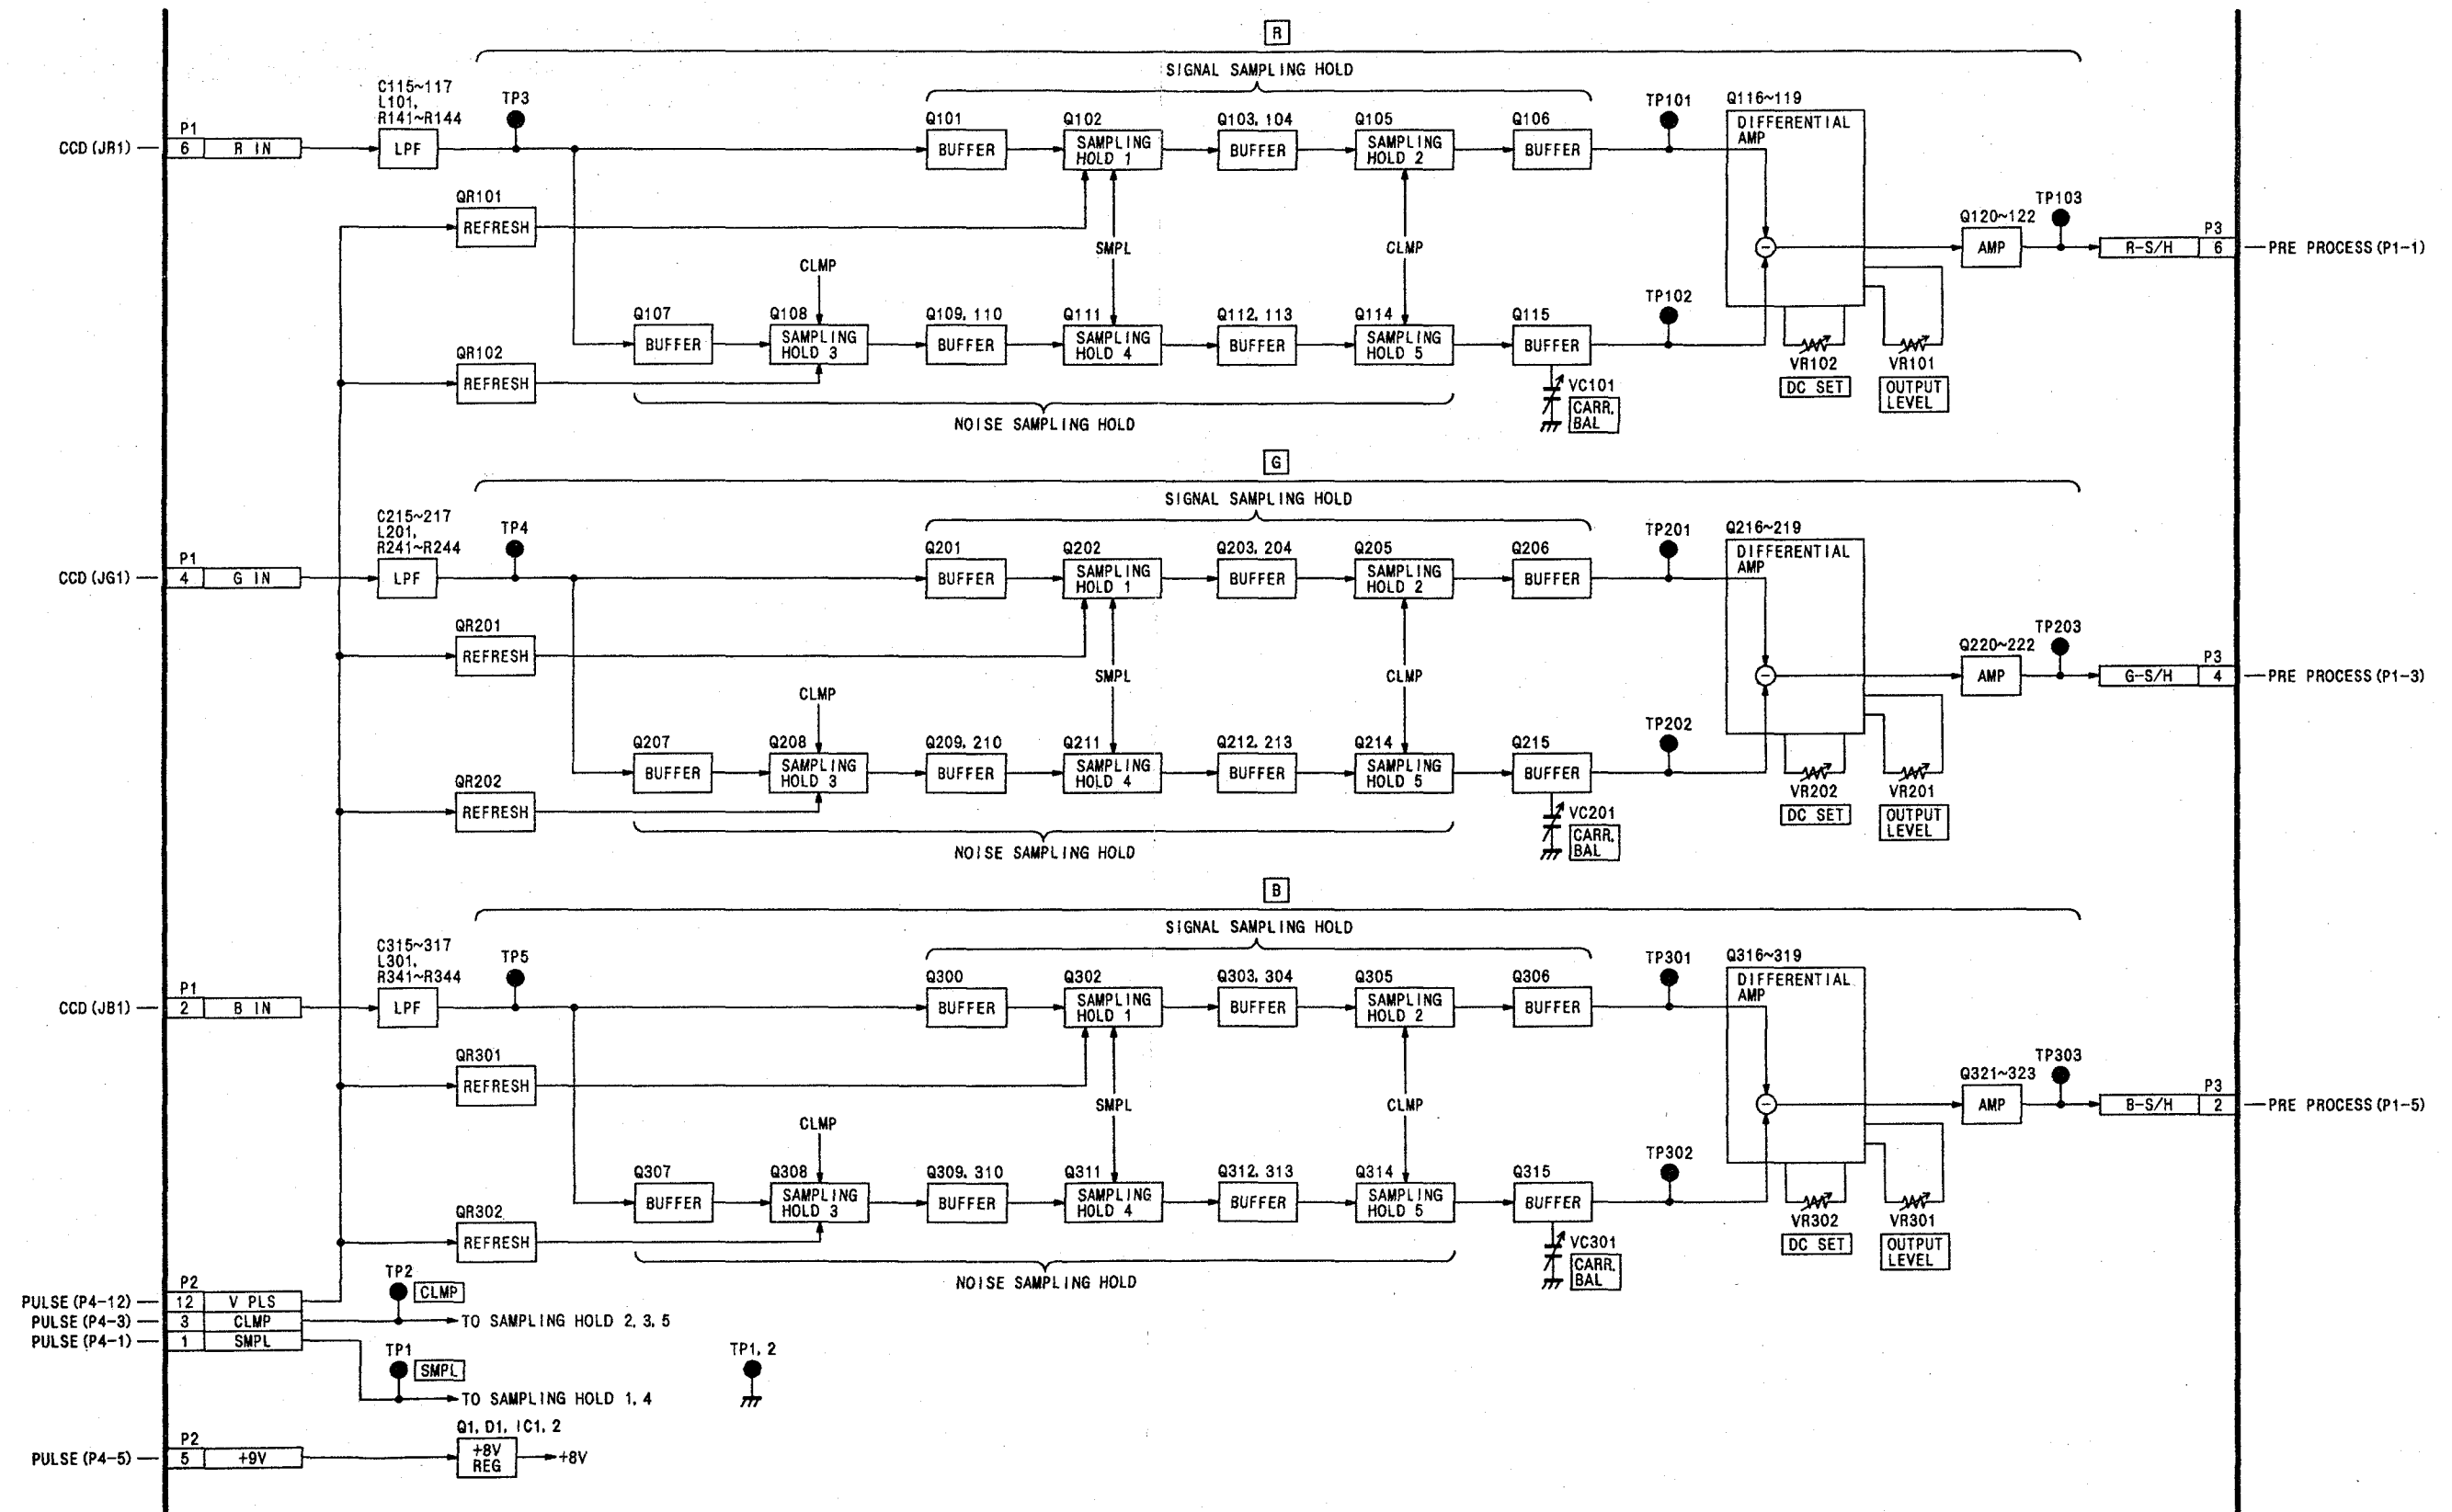 R
SIGNAL SAMPLING HOLD
C115~117
L101,
R141~R144
TP3
Q101
Q102
Q103, 104
Q105
Q106
TP101
Q116~119
DIFFERENTIAL
AMP
CCD (JR1)
P1
6
R IN
LPF
BUFFER
SAMPLING
HOLD 1
BUFFER
SAMPLING
HOLD 2
BUFFER
QR101
REFRESH
SMPL
CLMP
CLMP
Q120~122
AMP
TP103
R-S/H
P3
6
PRE PROCESS (P1-1)
Q107
BUFFER
Q108
SAMPLING
HOLD 3
Q109, 110
BUFFER
Q111
SAMPLING
HOLD 4
Q112, 113
BUFFER
Q114
SAMPLING
HOLD 5
Q115
BUFFER
TP102
QR102
REFRESH
VR102
DC SET
VR101
OUTPUT
LEVEL
VC101
CARR.
BAL
NOISE SAMPLING HOLD
G
SIGNAL SAMPLING HOLD
C215~217
L201,
R241~R244
TP4
Q201
Q202
Q203, 204
Q205
Q206
TP201
Q216~219
DIFFERENTIAL
AMP
CCD (JG1)
P1
4
G IN
LPF
BUFFER
SAMPLING
HOLD 1
BUFFER
SAMPLING
HOLD 2
BUFFER
QR201
REFRESH
SMPL
CLMP
CLMP
Q220~222
AMP
TP203
G-S/H
P3
4
PRE PROCESS (P1-3)
Q207
BUFFER
Q208
SAMPLING
HOLD 3
Q209, 210
BUFFER
Q211
SAMPLING
HOLD 4
Q212, 213
BUFFER
Q214
SAMPLING
HOLD 5
Q215
BUFFER
TP202
QR202
REFRESH
VR202
DC SET
VR201
OUTPUT
LEVEL
VC201
CARR.
BAL
NOISE SAMPLING HOLD
B
SIGNAL SAMPLING HOLD
C315~317
L301,
R341~R344
TP5
Q300
Q302
Q303, 304
Q305
Q306
TP301
Q316~319
DIFFERENTIAL
AMP
CCD (JB1)
P1
2
B IN
LPF
BUFFER
SAMPLING
HOLD 1
BUFFER
SAMPLING
HOLD 2
BUFFER
QR301
REFRESH
SMPL
CLMP
CLMP
Q321~323
AMP
TP303
B-S/H
P3
2
PRE PROCESS (P1-5)
Q307
BUFFER
Q308
SAMPLING
HOLD 3
Q309, 310
BUFFER
Q311
SAMPLING
HOLD 4
Q312, 313
BUFFER
Q314
SAMPLING
HOLD 5
Q315
BUFFER
TP302
QR302
REFRESH
VR302
DC SET
VR301
OUTPUT
LEVEL
VC301
CARR.
BAL
NOISE SAMPLING HOLD
P2
PULSE (P4-12)
12
V PLS
TP2
CLMP
PULSE (P4-3)
3
CLMP
TO SAMPLING HOLD 2, 3, 5
PULSE (P4-1)
1
SMPL
TP1
SMPL
TP1, 2
TO SAMPLING HOLD 1, 4
Q1, D1, IC1, 2
P2
PULSE (P4-5)
5
+9V
+8V
REG
+8V